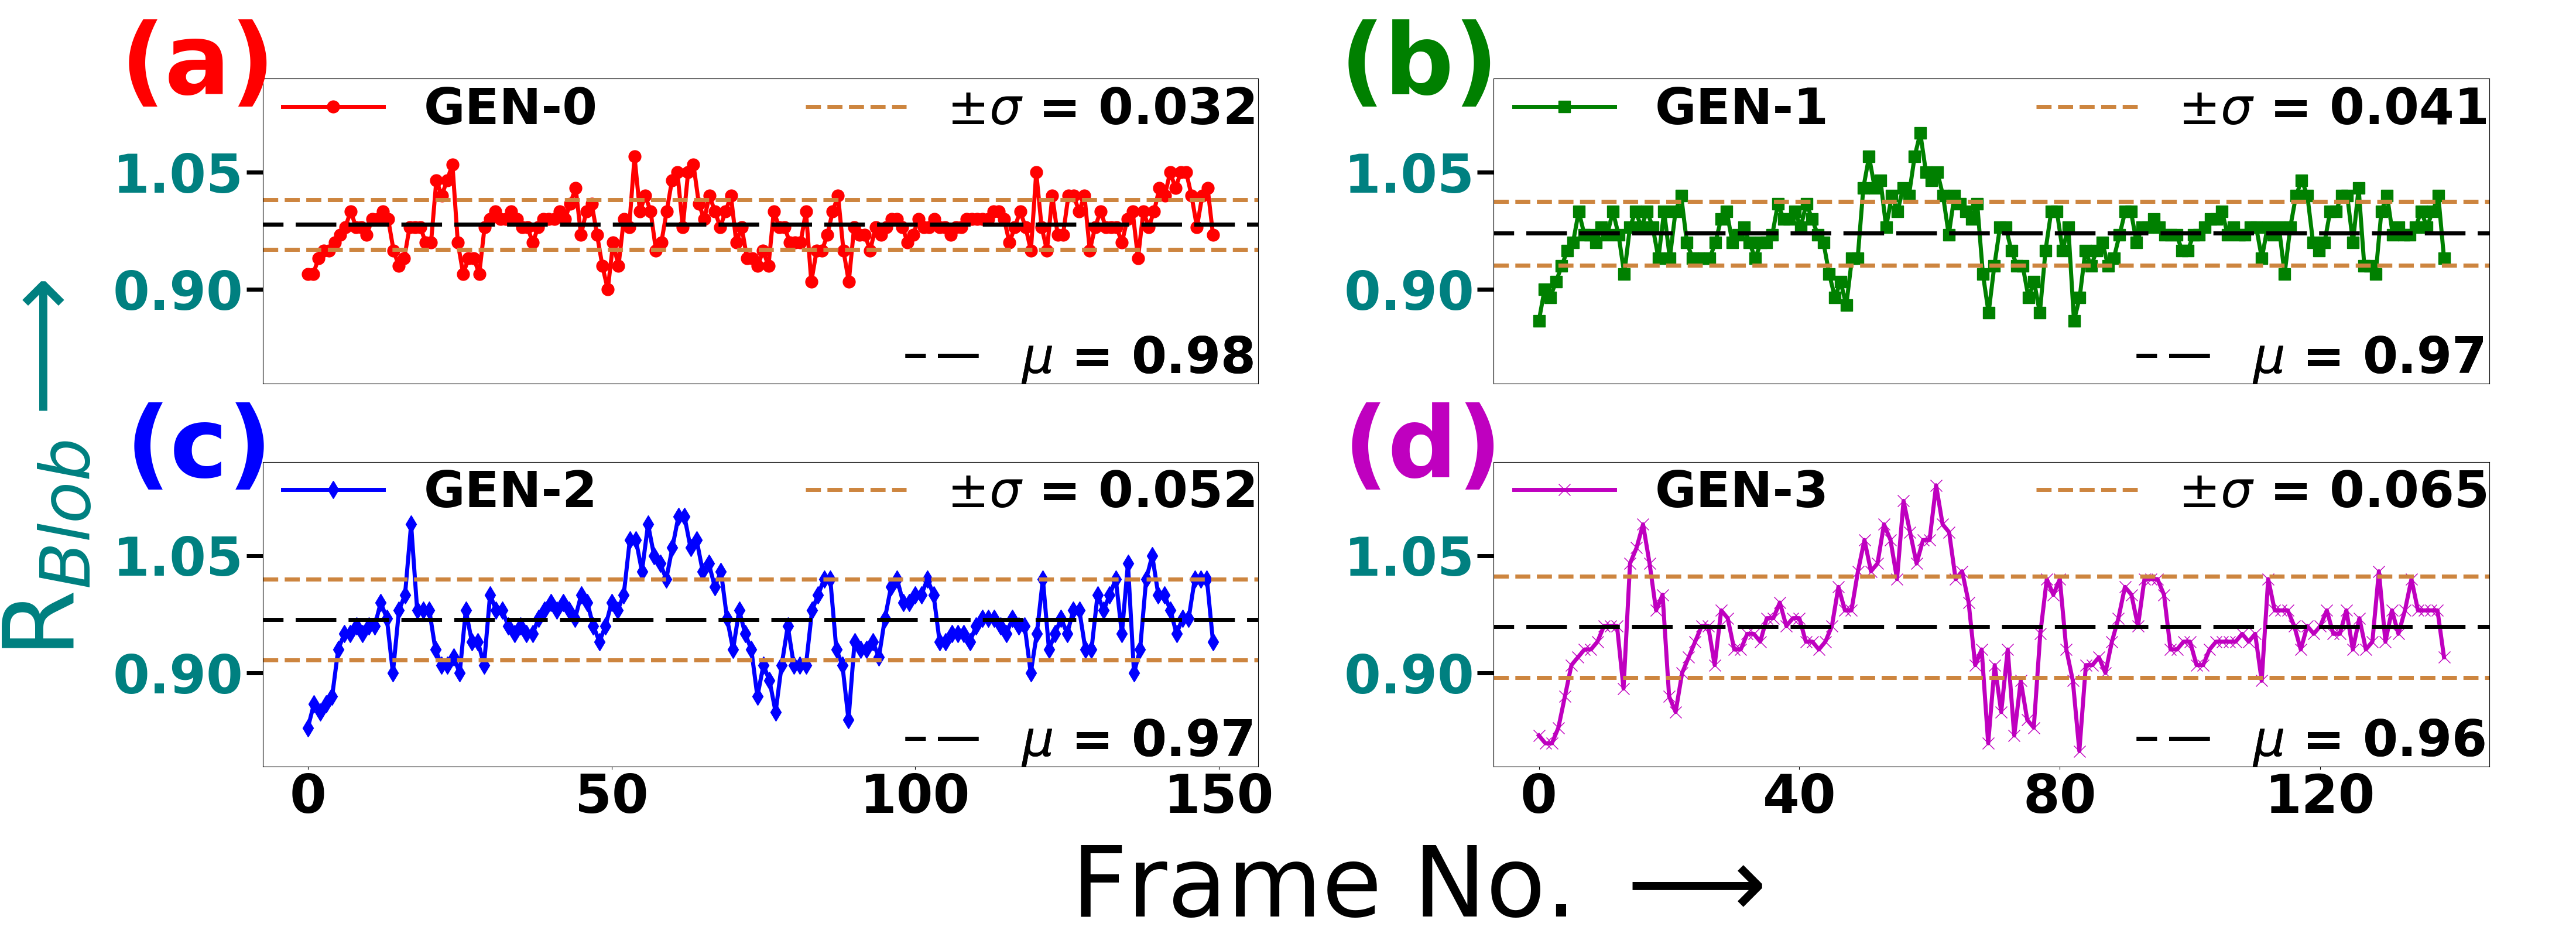 (a)
GEN-0
±σ = 0.032
1.05
0.90
μ = 0.98
(b)
GEN-1
±σ = 0.041
1.05
0.90
μ = 0.97
R_Blob ⟶
(c)
GEN-2
±σ = 0.052
1.05
0.90
μ = 0.97
0 50 100 150
(d)
GEN-3
±σ = 0.065
1.05
0.90
μ = 0.96
0 40 80 120
Frame No. ⟶